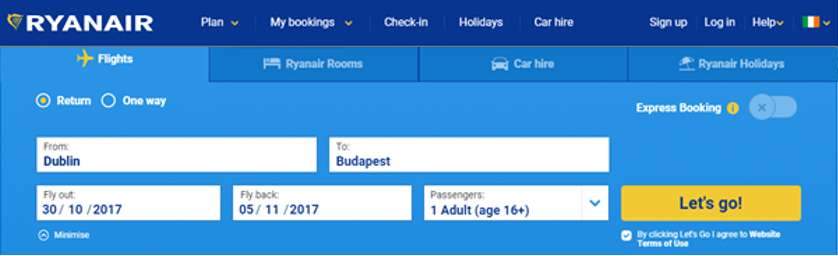 RYANAIR Plan My bookings Check-in Holidays Car hire Sign up Log in Help
Flights Ryanair Rooms Car hire Ryanair Holidays
Return One way Express Booking i
From: To:
Dublin Budapest
Fly out: Fly back: Passengers:
30/ 10 /2017 05/ 11 /2017 1 Adult (age 16+) Let's go!
Minimise By clicking Let's Go I agree to Website
Terms of Use